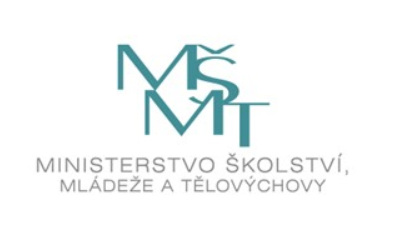 MŠ
MT
MINISTERSTVO ŠKOLSTVÍ,
MLÁDEŽE A TĚLOVÝCHOVY